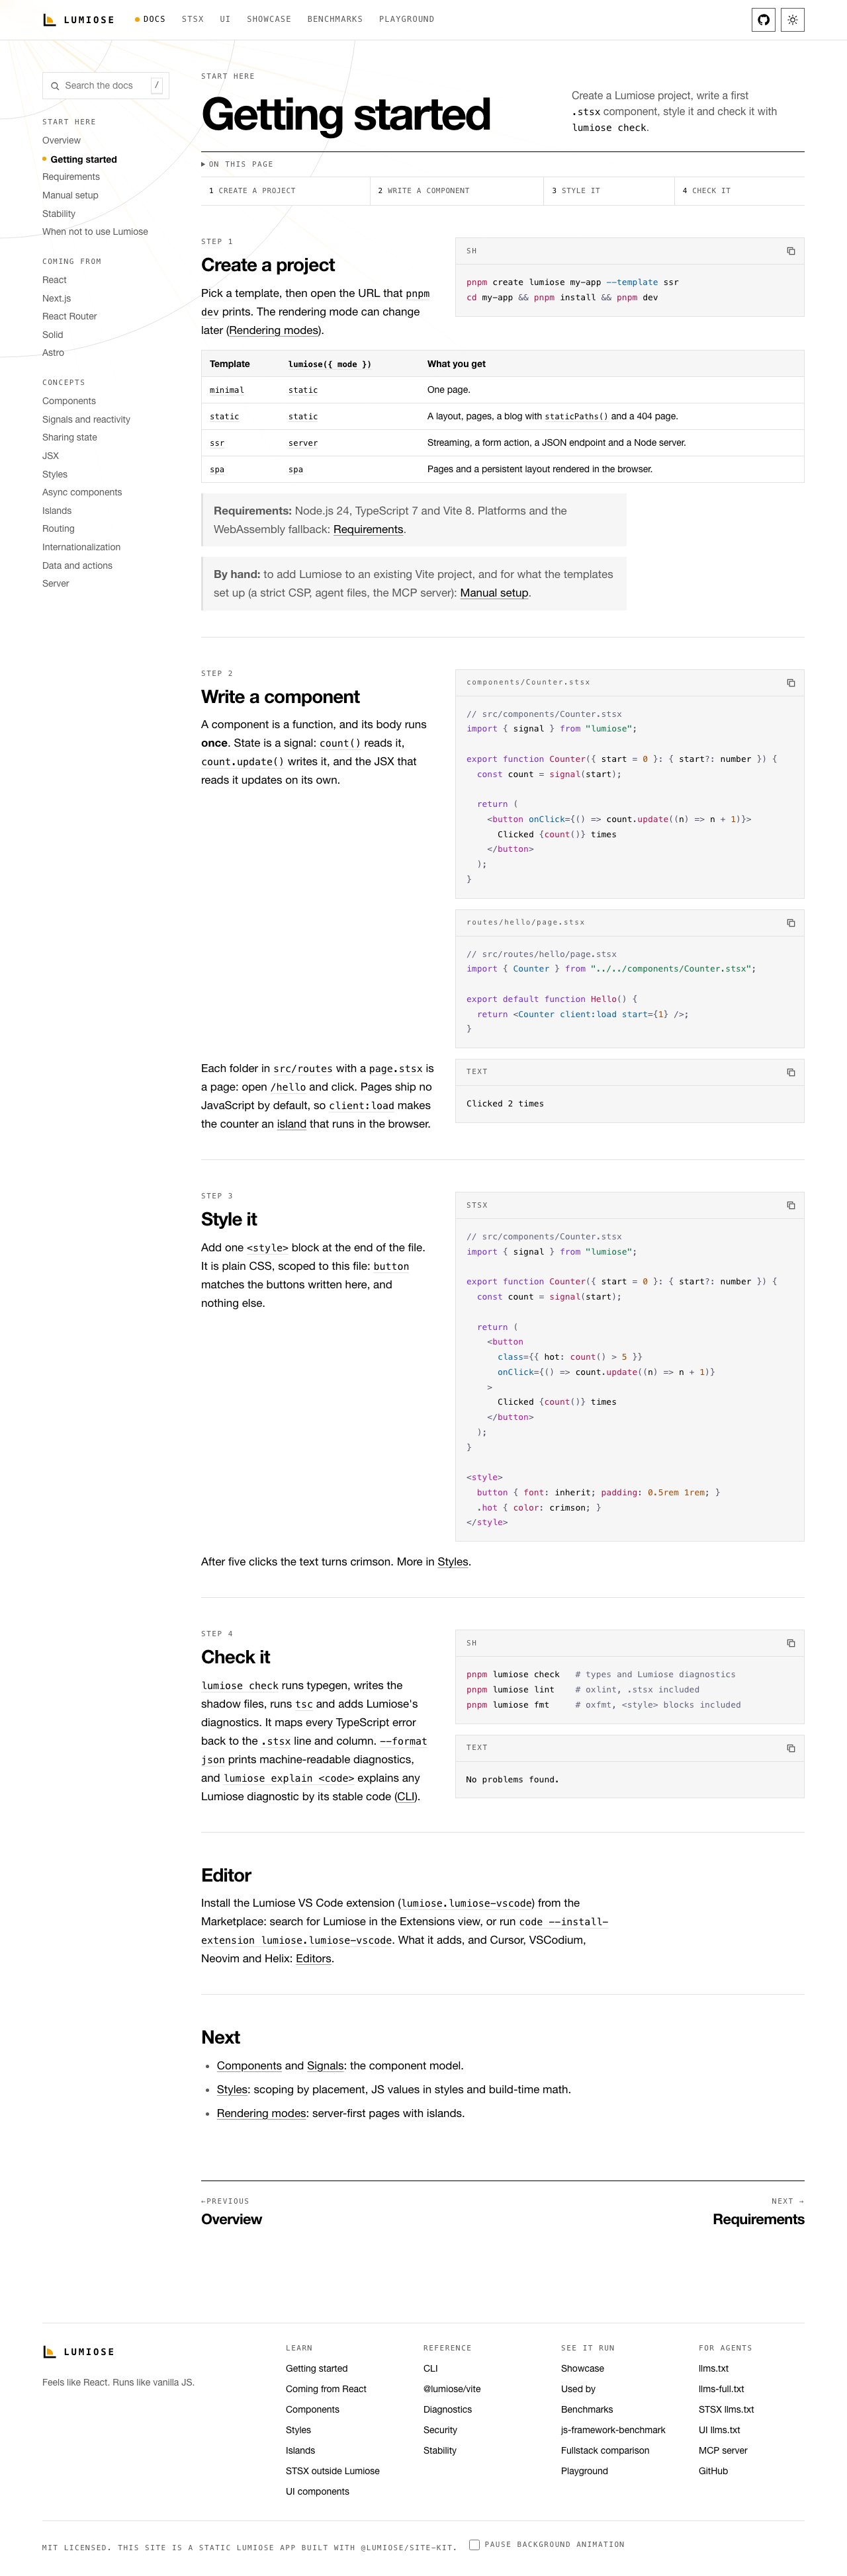 LUMIOSE
DOCS STSX UI SHOWCASE BENCHMARKS PLAYGROUND
Search the docs /
START HERE
Overview
Getting started
Requirements
Manual setup
Stability
When not to use Lumiose
COMING FROM
React
Next.js
React Router
Solid
Astro
CONCEPTS
Components
Signals and reactivity
Sharing state
JSX
Styles
Async components
Islands
Routing
Internationalization
Data and actions
Server
START HERE
Getting started
Create a Lumiose project, write a first
.stsx component, style it and check it with
lumiose check.
ON THIS PAGE
1 CREATE A PROJECT
2 WRITE A COMPONENT
3 STYLE IT
4 CHECK IT
STEP 1
Create a project
Pick a template, then open the URL that pnpm
dev prints. The rendering mode can change
later (Rendering modes).
SH
pnpm create lumiose my-app --template ssr
cd my-app && pnpm install && pnpm dev
Template lumiose({ mode }) What you get
minimal static One page.
static static A layout, pages, a blog with staticPaths() and a 404 page.
ssr server Streaming, a form action, a JSON endpoint and a Node server.
spa spa Pages and a persistent layout rendered in the browser.
Requirements: Node.js 24, TypeScript 7 and Vite 8. Platforms and the
WebAssembly fallback: Requirements.
By hand: to add Lumiose to an existing Vite project, and for what the templates
set up (a strict CSP, agent files, the MCP server): Manual setup.
STEP 2
Write a component
A component is a function, and its body runs
once. State is a signal: count() reads it,
count.update() writes it, and the JSX that
reads it updates on its own.
components/Counter.stsx
// src/components/Counter.stsx
import { signal } from "lumiose";
export function Counter({ start = 0 }: { start?: number }) {
const count = signal(start);
return (
<button onClick={() => count.update((n) => n + 1)}>
Clicked {count()} times
</button>
);
}
routes/hello/page.stsx
// src/routes/hello/page.stsx
import { Counter } from "../../components/Counter.stsx";
export default function Hello() {
return <Counter client:load start={1} />;
}
Each folder in src/routes with a page.stsx is
a page: open /hello and click. Pages ship no
JavaScript by default, so client:load makes
the counter an island that runs in the browser.
TEXT
Clicked 2 times
STEP 3
Style it
Add one <style> block at the end of the file.
It is plain CSS, scoped to this file: button
matches the buttons written here, and
nothing else.
STSX
// src/components/Counter.stsx
import { signal } from "lumiose";
export function Counter({ start = 0 }: { start?: number }) {
const count = signal(start);
return (
<button
class={{ hot: count() > 5 }}
onClick={() => count.update((n) => n + 1)}
>
Clicked {count()} times
</button>
);
}
<style>
button { font: inherit; padding: 0.5rem 1rem; }
.hot { color: crimson; }
</style>
After five clicks the text turns crimson. More in Styles.
STEP 4
Check it
lumiose check runs typegen, writes the
shadow files, runs tsc and adds Lumiose's
diagnostics. It maps every TypeScript error
back to the .stsx line and column. --format
json prints machine-readable diagnostics,
and lumiose explain <code> explains any
Lumiose diagnostic by its stable code (CLI).
SH
pnpm lumiose check # types and Lumiose diagnostics
pnpm lumiose lint # oxlint, .stsx included
pnpm lumiose fmt # oxfmt, <style> blocks included
TEXT
No problems found.
Editor
Install the Lumiose VS Code extension (lumiose.lumiose-vscode) from the
Marketplace: search for Lumiose in the Extensions view, or run code --install-
extension lumiose.lumiose-vscode. What it adds, and Cursor, VSCodium,
Neovim and Helix: Editors.
Next
• Components and Signals: the component model.
• Styles: scoping by placement, JS values in styles and build-time math.
• Rendering modes: server-first pages with islands.
←PREVIOUS
Overview
NEXT →
Requirements
LUMIOSE
Feels like React. Runs like vanilla JS.
LEARN
Getting started
Coming from React
Components
Styles
Islands
STSX outside Lumiose
UI components
REFERENCE
CLI
@lumiose/vite
Diagnostics
Security
Stability
SEE IT RUN
Showcase
Used by
Benchmarks
js-framework-benchmark
Fullstack comparison
Playground
FOR AGENTS
llms.txt
llms-full.txt
STSX llms.txt
UI llms.txt
MCP server
GitHub
MIT LICENSED. THIS SITE IS A STATIC LUMIOSE APP BUILT WITH @LUMIOSE/SITE-KIT.
PAUSE BACKGROUND ANIMATION